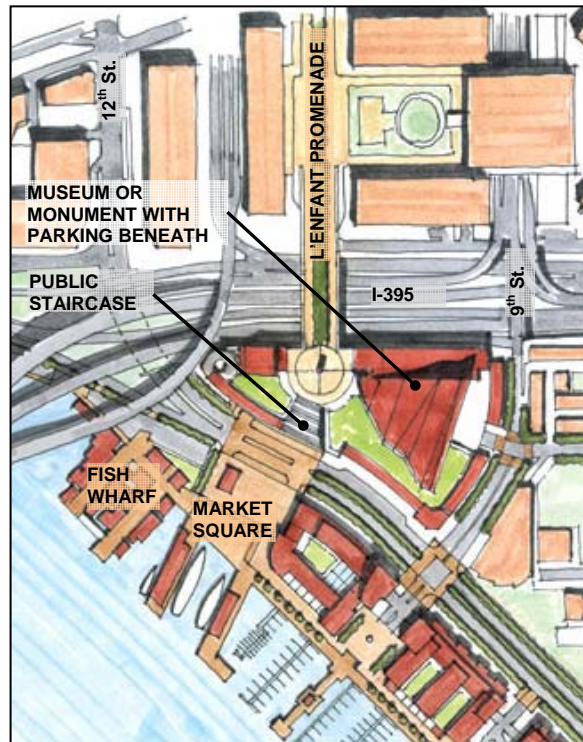 12th St.
L'ENFANT PROMENADE
MUSEUM OR
MONUMENT WITH
PARKING BENEATH
PUBLIC
STAIRCASE
I-395
9th St.
FISH
WHARF
MARKET
SQUARE